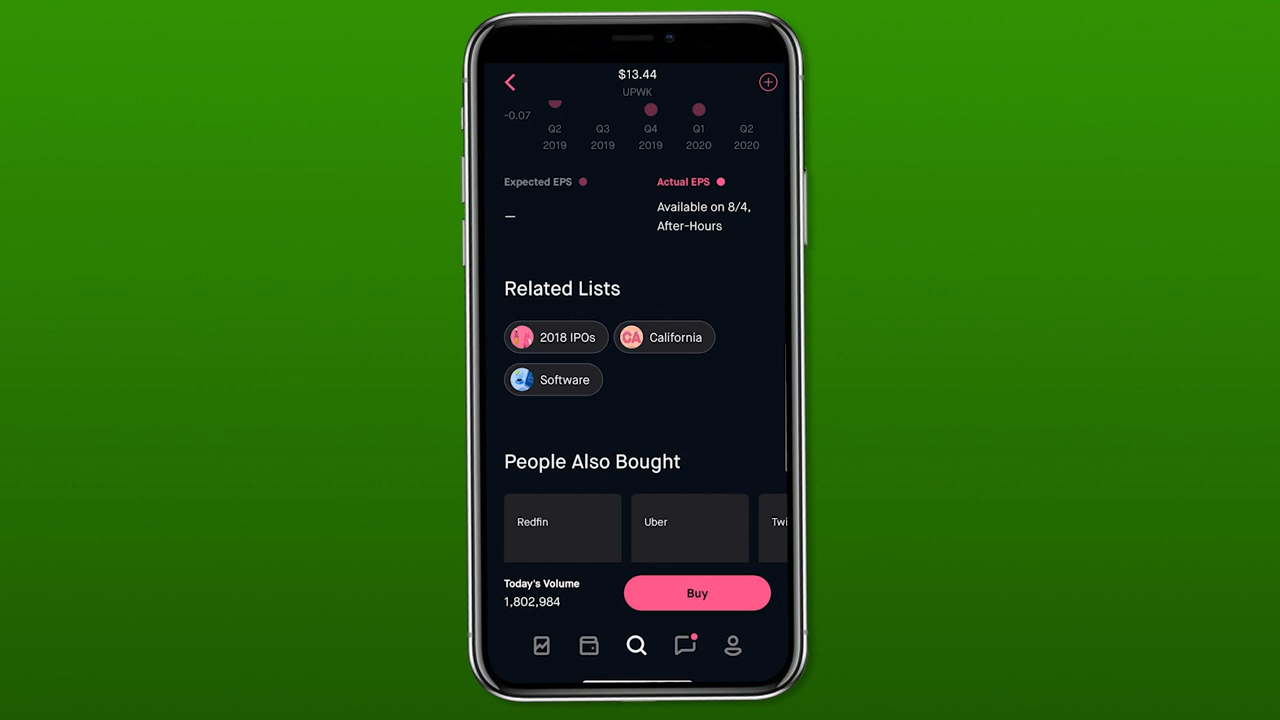 $13.44
UPWK
-0.07
Q2 Q3 Q4 Q1 Q2
2019 2019 2019 2020 2020
Expected EPS Actual EPS
— Available on 8/4,
After-Hours
Related Lists
2018 IPOs CA California
Software
People Also Bought
Redfin Uber Twi
Today's Volume
1,802,984 Buy